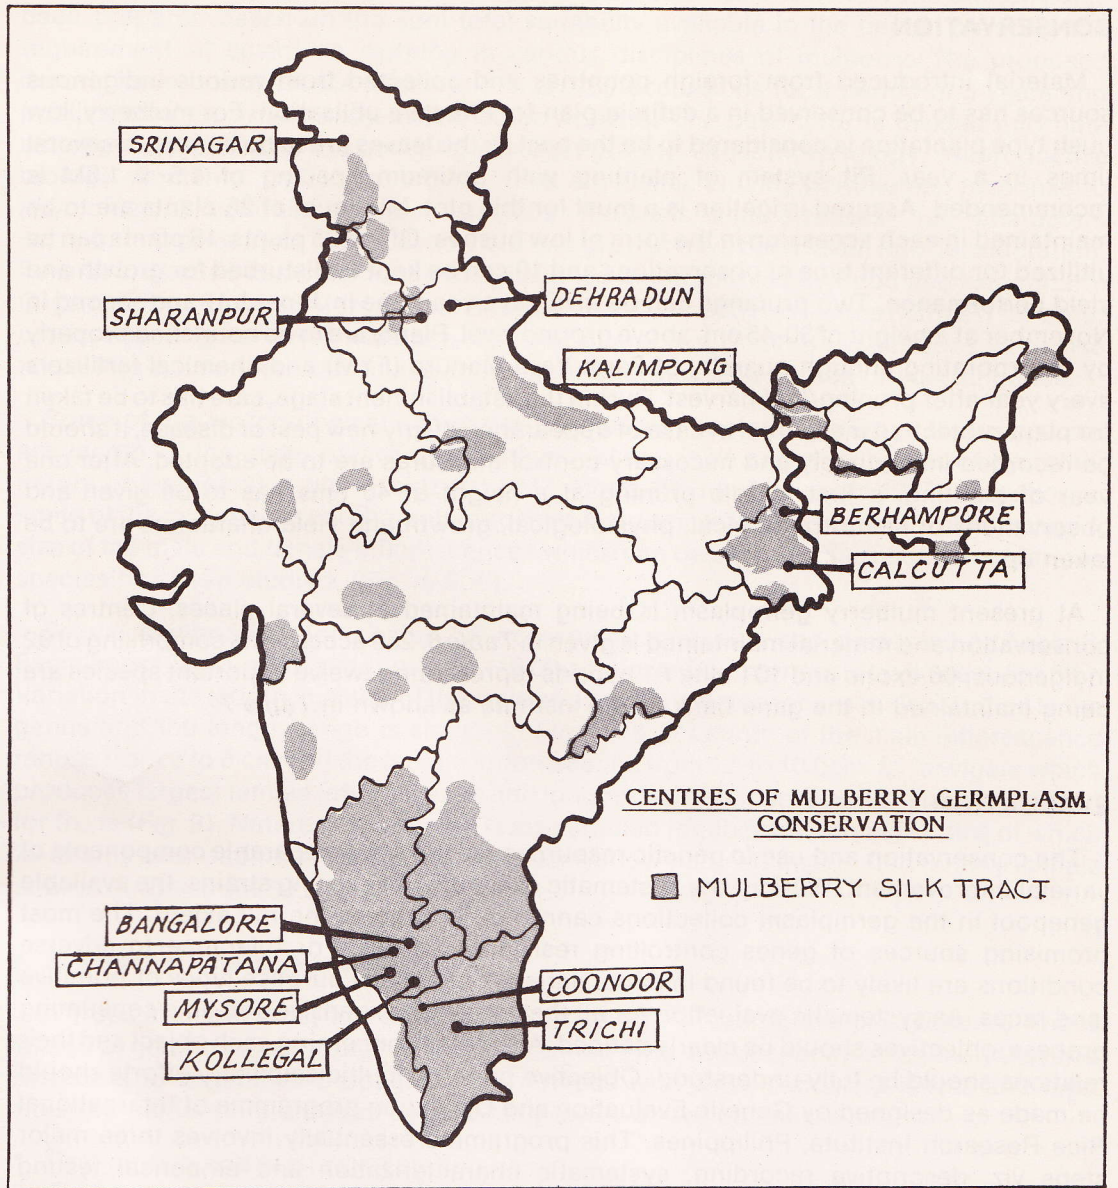 SRINAGAR
SHARANPUR
DEHRADUN
KALIMPONG
BERHAMPORE
CALCUTTA
CENTRES OF MULBERRY GERMPLASM
CONSERVATION
MULBERRY SILK TRACT
BANGALORE
CHANNAPATANA
MYSORE
KOLLEGAL
COONOOR
TRICHI